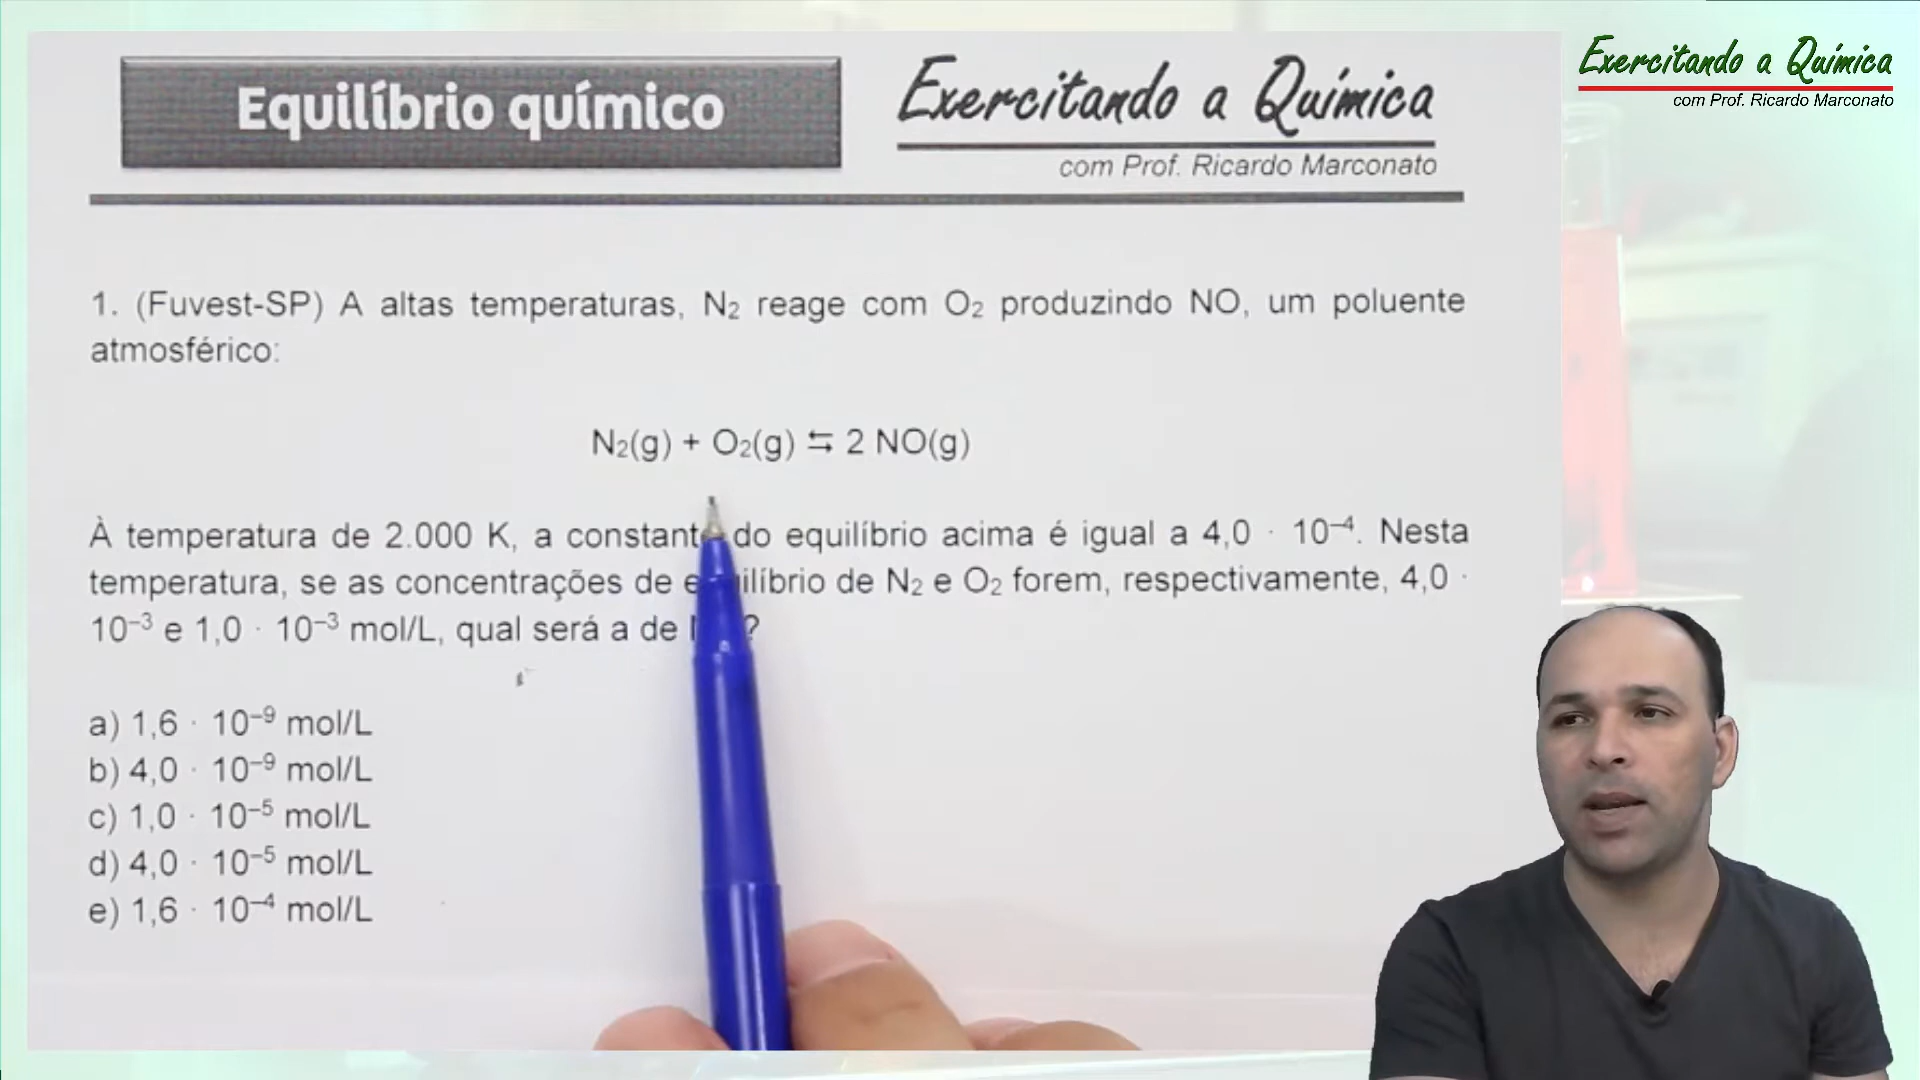 Equilíbrio químico
Exercitando a Química
com Prof. Ricardo Marconato
Exercitando a Química
com Prof. Ricardo Marconato
1. (Fuvest-SP) A altas temperaturas, N₂ reage com O₂ produzindo NO, um poluente
atmosférico:
N₂(g) + O₂(g) ⇆ 2 NO(g)
À temperatura de 2.000 K, a constant do equilíbrio acima é igual a 4,0 · 10⁻⁴. Nesta
temperatura, se as concentrações de e ilíbrio de N₂ e O₂ forem, respectivamente, 4,0 ·
10⁻³ e 1,0 · 10⁻³ mol/L, qual será a de ?
a) 1,6 · 10⁻⁹ mol/L
b) 4,0 · 10⁻⁹ mol/L
c) 1,0 · 10⁻⁵ mol/L
d) 4,0 · 10⁻⁵ mol/L
e) 1,6 · 10⁻⁴ mol/L